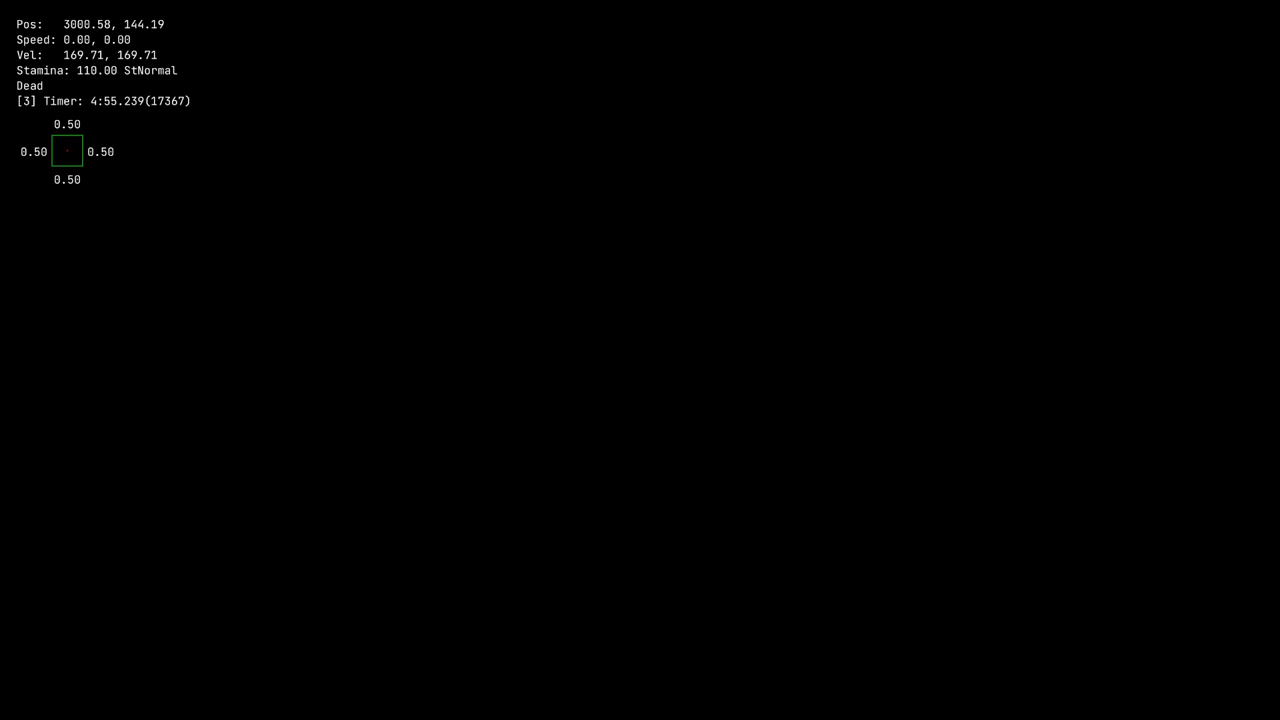 Pos:   3000.58, 144.19
Speed: 0.00, 0.00
Vel:   169.71, 169.71
Stamina: 110.00 StNormal
Dead
[3] Timer: 4:55.239(17367)
0.50
0.50 0.50
0.50